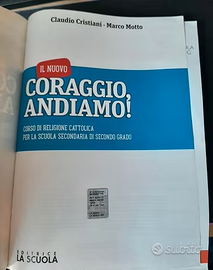 Claudio Cristiani · Marco Motto
IL NUOVO
CORAGGIO,
ANDIAMO!
CORSO DI RELIGIONE CATTOLICA
PER LA SCUOLA SECONDARIA DI SECONDO GRADO
EDITRICE
LA SCUOLA
subito